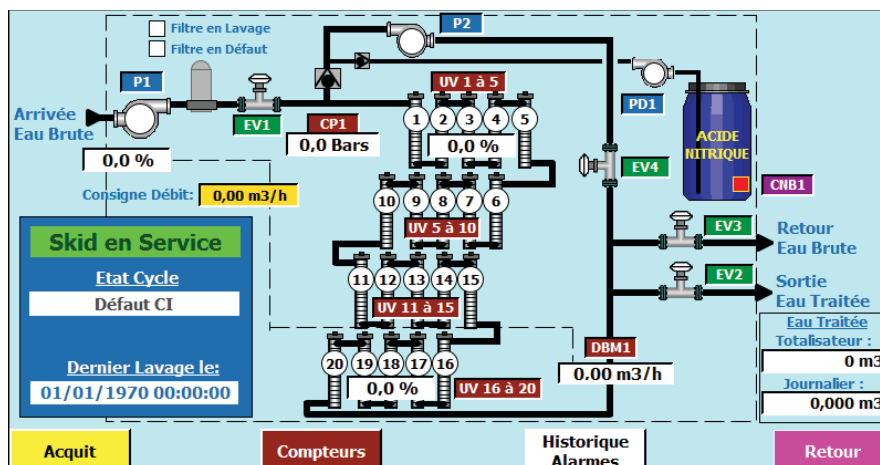 Filtre en Lavage
Filtre en Défaut
P2
P1
UV 1 à 5
PD1
Arrivée
Eau Brute
EV1
CP1
0,0 Bars
1 2 3 4 5
0,0 %
ACIDE
NITRIQUE
0,0 %
EV4
CNB1
Consigne Débit:
0,00 m3/h
10 9 8 7 6
UV 5 à 10
EV3
Retour
Eau Brute
Skid en Service
Etat Cycle
Défaut CI
11 12 13 14 15
UV 11 à 15
EV2
Sortie
Eau Traitée
Eau Traitée
Totalisateur :
0 m3
DBM1
0.00 m3/h
Dernier Lavage le:
01/01/1970 00:00:00
20 19 18 17 16
0,0 %
UV 16 à 20
Journalier :
0,000 m3
Acquit
Compteurs
Historique
Alarmes
Retour